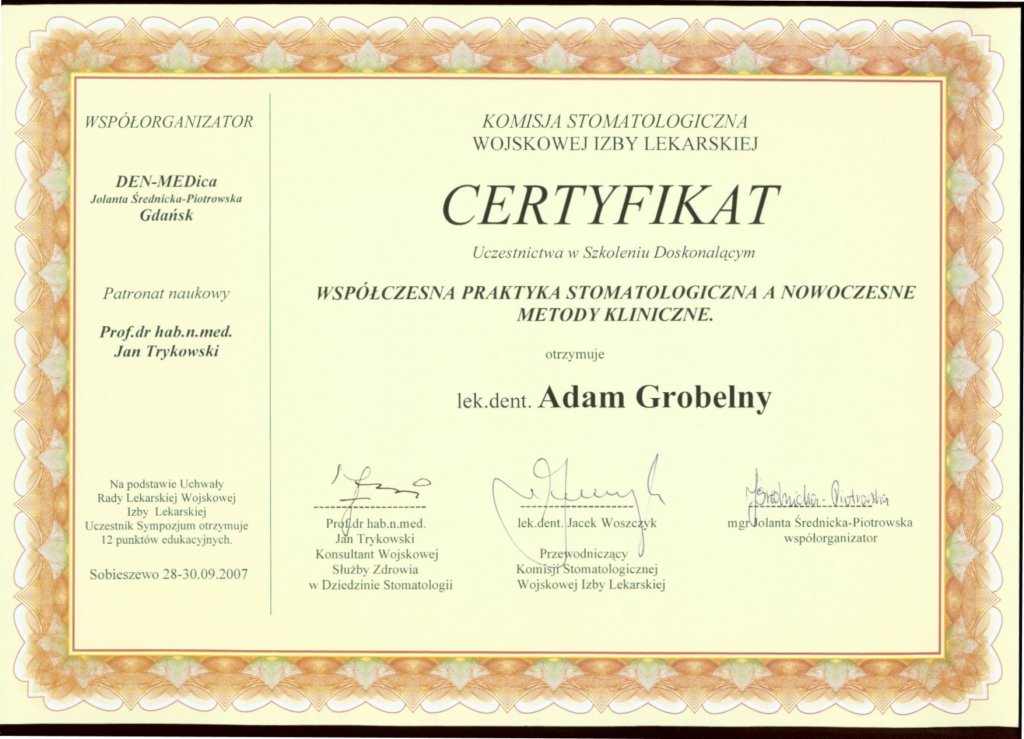 WSPÓŁORGANIZATOR
DEN-MEDica
Jolanta Średnicka-Piotrowska
Gdańsk
Patronat naukowy
Prof.dr hab.n.med.
Jan Trykowski
Na podstawie Uchwały
Rady Lekarskiej Wojskowej
Izby Lekarskiej
Uczestnik Sympozjum otrzymuje
12 punktów edukacyjnych.
Sobieszewo 28-30.09.2007
KOMISJA STOMATOLOGICZNA
WOJSKOWEJ IZBY LEKARSKIEJ
CERTYFIKAT
Uczestnictwa w Szkoleniu Doskonalącym
WSPÓŁCZESNA PRAKTYKA STOMATOLOGICZNA A NOWOCZESNE
METODY KLINICZNE.
otrzymuje
lek.dent. Adam Grobelny
Prof.dr hab.n.med.
Jan Trykowski
Konsultant Wojskowej
Służby Zdrowia
w Dziedzinie Stomatologii
lek.dent. Jacek Woszczyk
Przewodniczący
Komisji Stomatologicznej
Wojskowej Izby Lekarskiej
Średnicka-Piotrowska
mgr Jolanta Średnicka-Piotrowska
współorganizator